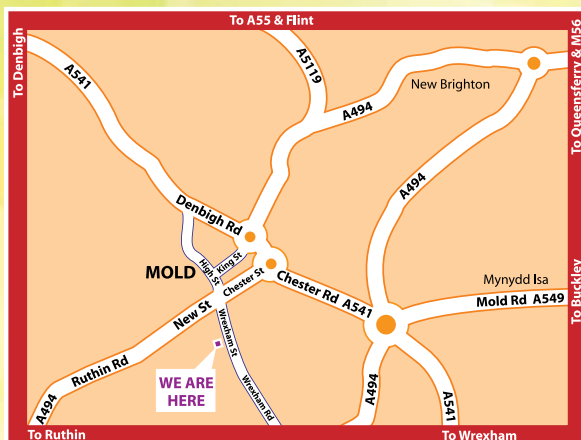 To A55 & Flint
To Denbigh
To Queensferry & M56
A541
A5119
New Brighton
A494
A494
Denbigh Rd
MOLD
High St
King St
Chester St
Chester Rd A541
Mynydd Isa
Mold Rd A549
To Buckley
New St
Wrexham St
Ruthin Rd
WE ARE
HERE
Wrexham Rd
A494
A494
A541
To Ruthin
To Wrexham